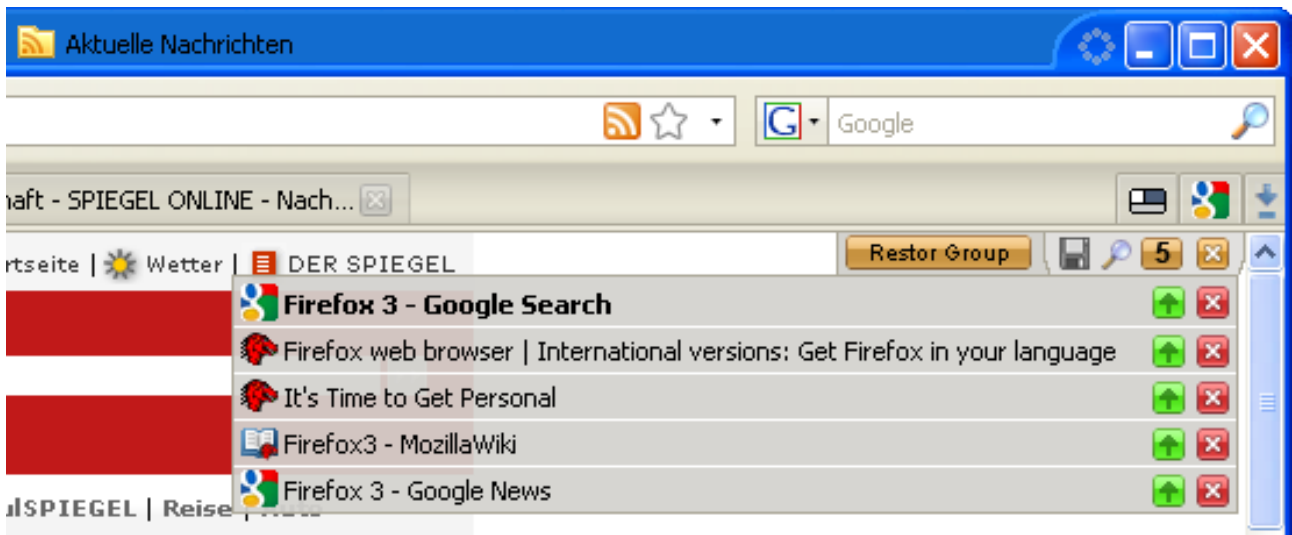 Aktuelle Nachrichten
G Google
haft - SPIEGEL ONLINE - Nach...
rtseite | Wetter | DER SPIEGEL
Restor Group 5
Firefox 3 - Google Search
Firefox web browser | International versions: Get Firefox in your language
It's Time to Get Personal
Firefox3 - MozillaWiki
Firefox 3 - Google News
ulSPIEGEL | Reise | Auto